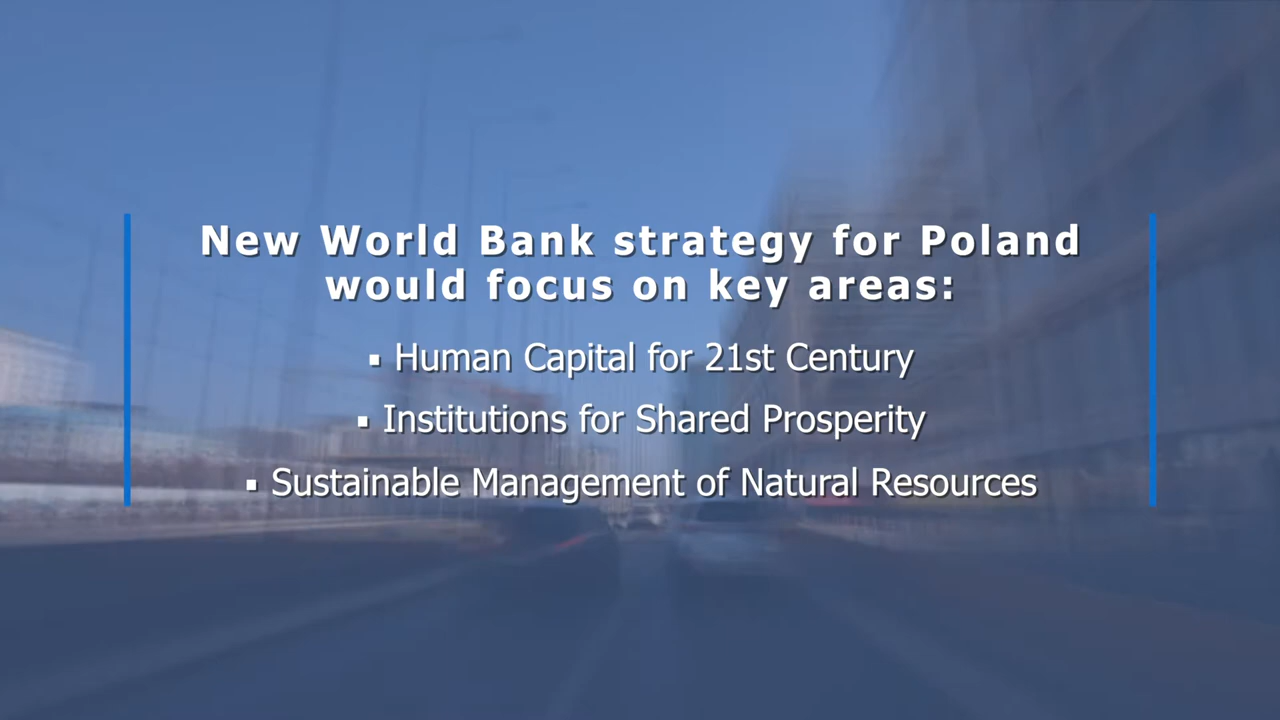 New World Bank strategy for Poland
would focus on key areas:
▪ Human Capital for 21st Century
▪ Institutions for Shared Prosperity
▪ Sustainable Management of Natural Resources